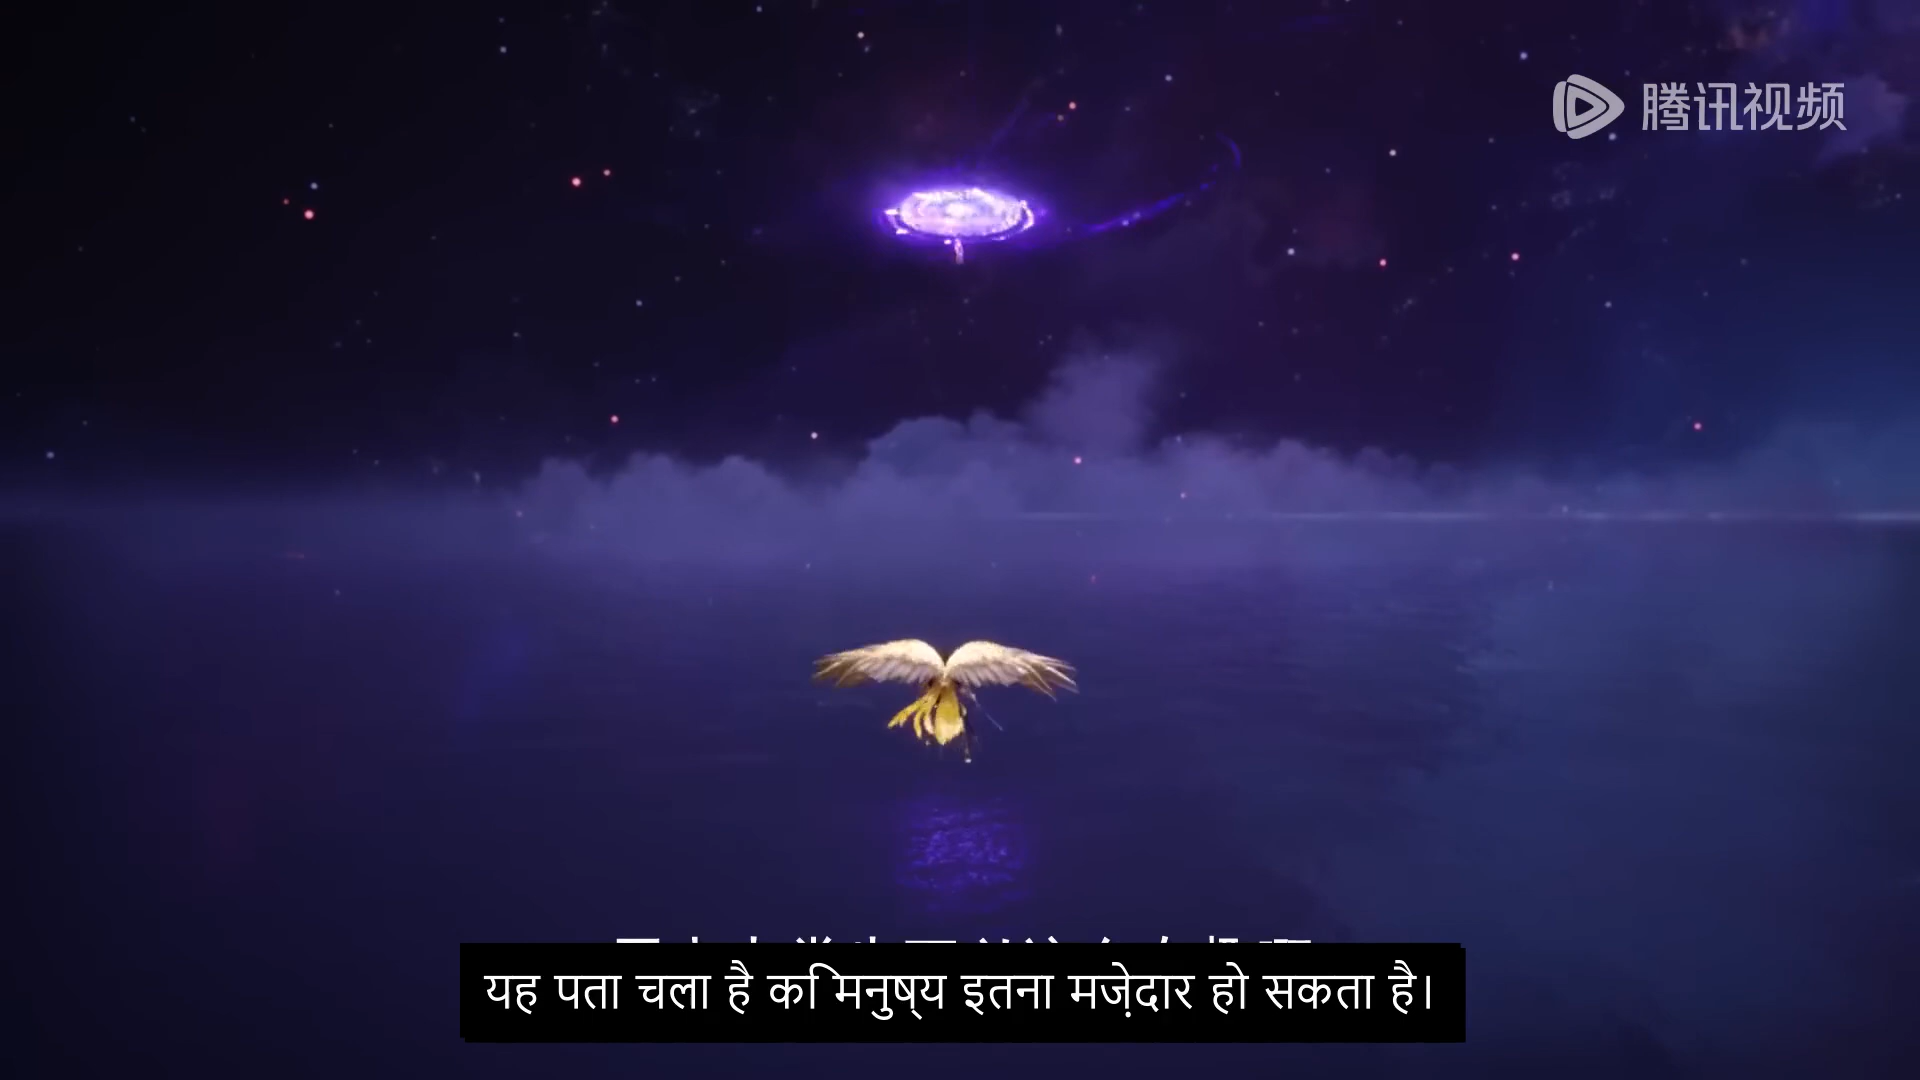 腾讯视频
यह पता चला है कि मनुष्य इतना मज़ेदार हो सकता है।